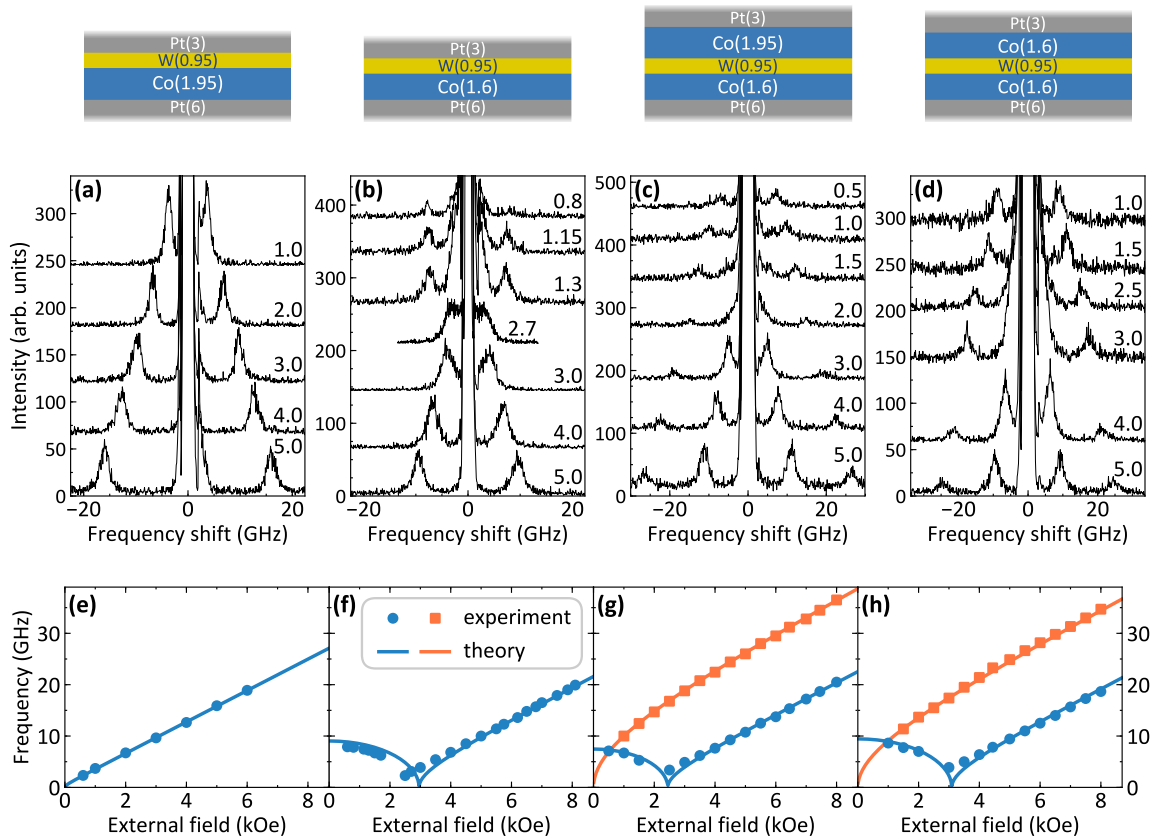 Pt(3)
W(0.95)
Co(1.95)
Pt(6)
Pt(3)
W(0.95)
Co(1.6)
Pt(6)
Pt(3)
Co(1.95)
W(0.95)
Co(1.6)
Pt(6)
Pt(3)
Co(1.6)
W(0.95)
Co(1.6)
Pt(6)
Intensity (arb. units)
(a)
300
250
200
150
100
50
0
1.0
2.0
3.0
4.0
5.0
−20 0 20
Frequency shift (GHz)
(b)
400
300
200
100
0
0.8
1.15
1.3
2.7
3.0
4.0
5.0
−20 0 20
Frequency shift (GHz)
(c)
500
400
300
200
100
0
0.5
1.0
1.5
2.0
3.0
4.0
5.0
−20 0 20
Frequency shift (GHz)
(d)
300
250
200
150
100
50
0
1.0
1.5
2.5
3.0
4.0
5.0
−20 0 20
Frequency shift (GHz)
Frequency (GHz)
(e)
30
20
10
0
0 2 4 6 8
External field (kOe)
(f)
experiment
theory
0 2 4 6 8
External field (kOe)
(g)
0 2 4 6 8
External field (kOe)
(h)
30
20
10
0
0 2 4 6 8
External field (kOe)